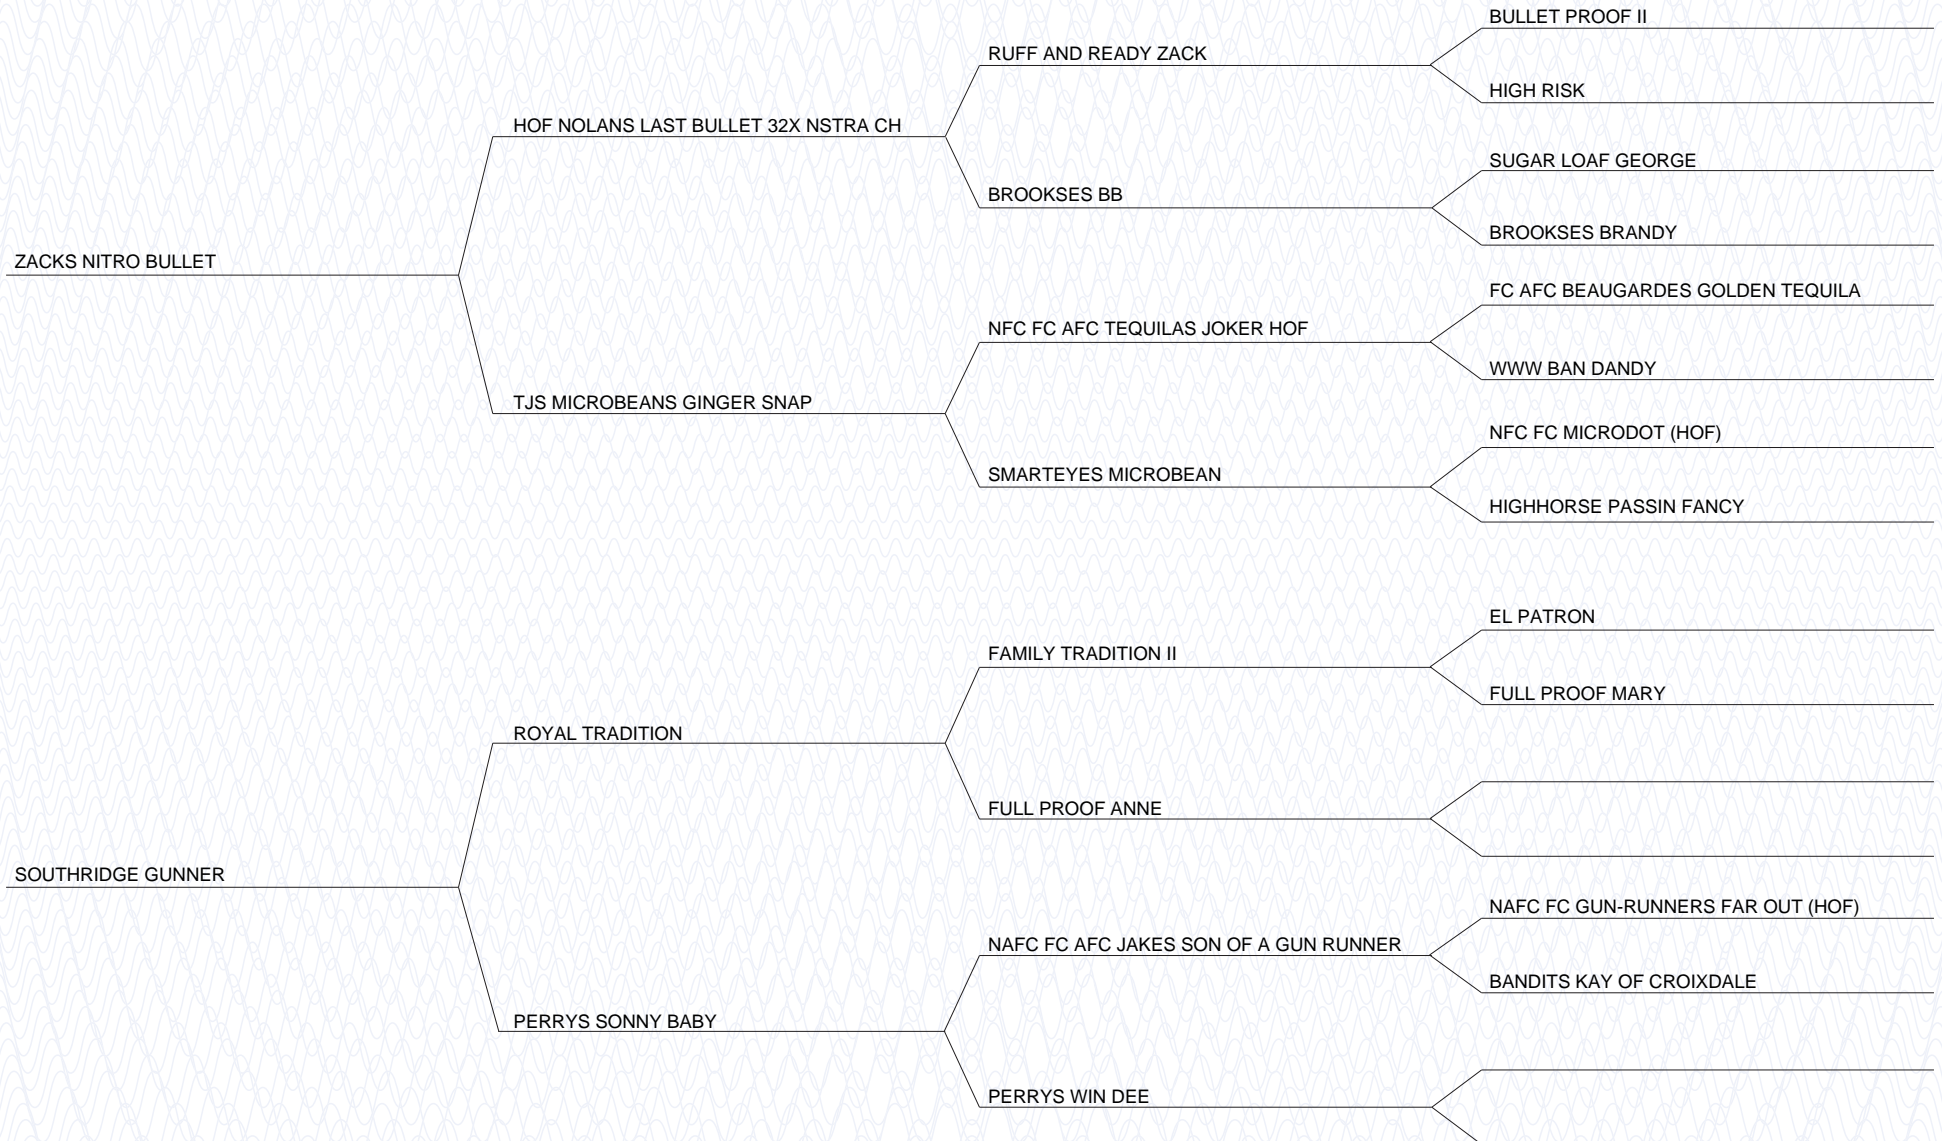 BULLET PROOF II
RUFF AND READY ZACK
HIGH RISK
HOF NOLANS LAST BULLET 32X NSTRA CH
SUGAR LOAF GEORGE
BROOKSES BB
BROOKSES BRANDY
ZACKS NITRO BULLET
FC AFC BEAUGARDES GOLDEN TEQUILA
NFC FC AFC TEQUILAS JOKER HOF
WWW BAN DANDY
TJS MICROBEANS GINGER SNAP
NFC FC MICRODOT (HOF)
SMARTEYES MICROBEAN
HIGHHORSE PASSIN FANCY
EL PATRON
FAMILY TRADITION II
FULL PROOF MARY
ROYAL TRADITION
FULL PROOF ANNE
SOUTHRIDGE GUNNER
NAFC FC GUN-RUNNERS FAR OUT (HOF)
NAFC FC AFC JAKES SON OF A GUN RUNNER
BANDITS KAY OF CROIXDALE
PERRYS SONNY BABY
PERRYS WIN DEE